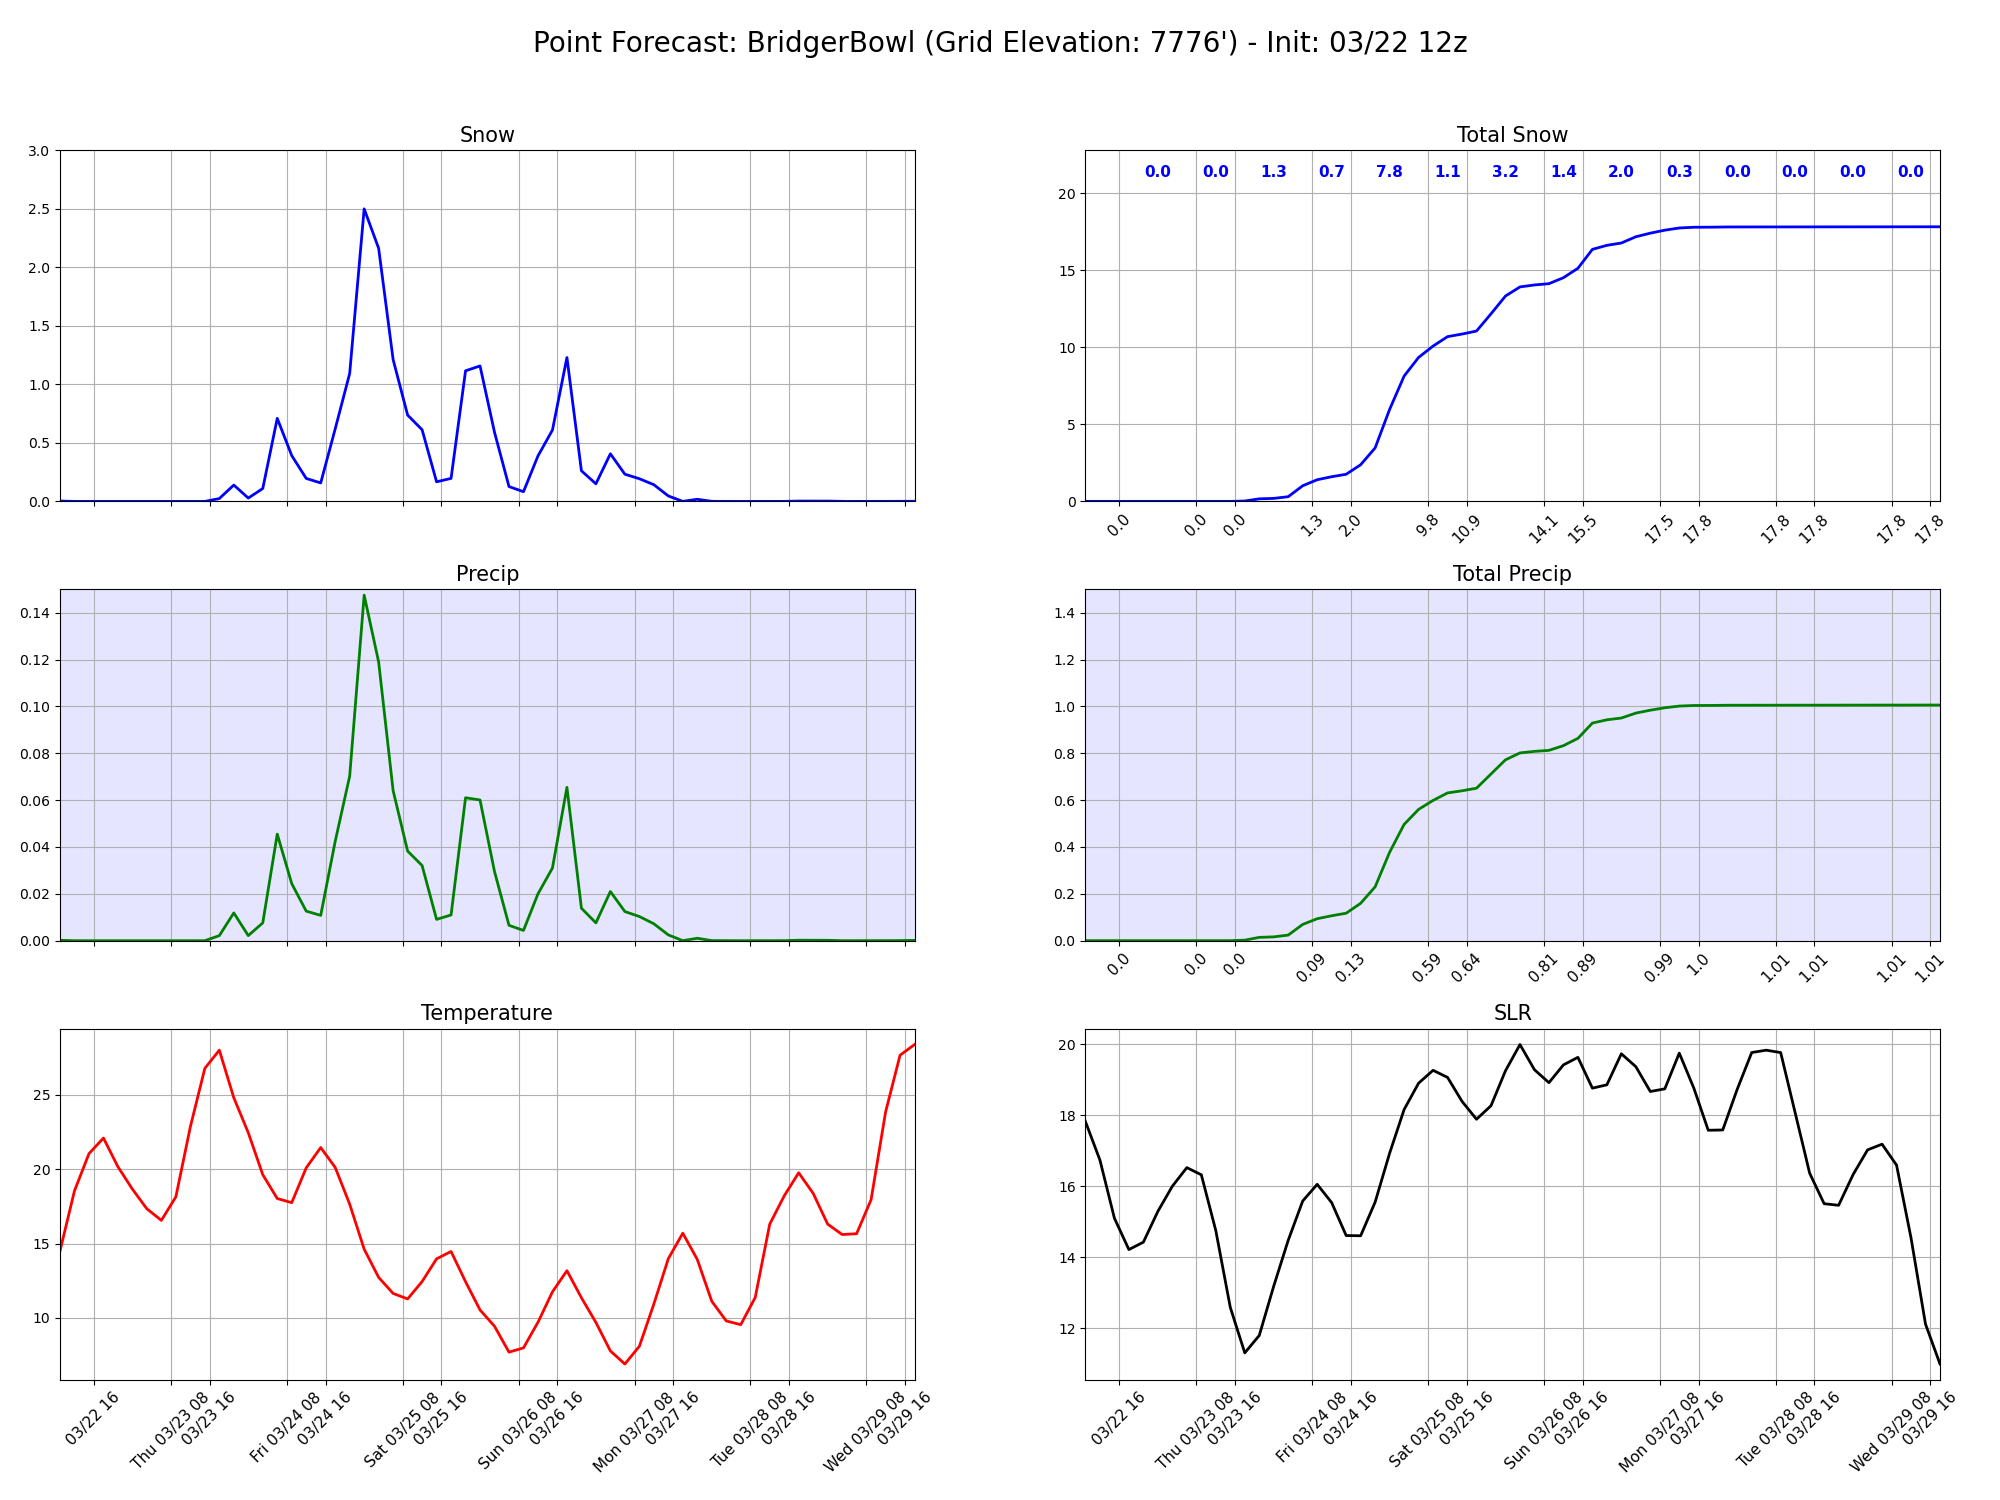 Point Forecast: BridgerBowl (Grid Elevation: 7776') - Init: 03/22 12z
Snow
3.0
2.5
2.0
1.5
1.0
0.5
0.0
Total Snow
0.0 0.0 1.3 0.7 7.8 1.1 3.2 1.4 2.0 0.3 0.0 0.0 0.0 0.0
20
15
10
5
0
0.0 0.0 0.0 1.3 2.0 9.8 10.9 14.1 15.5 17.5 17.8 17.8 17.8 17.8 17.8
Precip
0.14
0.12
0.10
0.08
0.06
0.04
0.02
0.00
Total Precip
1.4
1.2
1.0
0.8
0.6
0.4
0.2
0.0
0.0 0.0 0.0 0.09 0.13 0.59 0.64 0.81 0.89 0.99 1.0 1.01 1.01 1.01 1.01
Temperature
25
20
15
10
03/22 16
Thu 03/23 08
03/23 16
Fri 03/24 08
03/24 16
Sat 03/25 08
03/25 16
Sun 03/26 08
03/26 16
Mon 03/27 08
03/27 16
Tue 03/28 08
03/28 16
Wed 03/29 08
03/29 16
SLR
20
18
16
14
12
03/22 16
Thu 03/23 08
03/23 16
Fri 03/24 08
03/24 16
Sat 03/25 08
03/25 16
Sun 03/26 08
03/26 16
Mon 03/27 08
03/27 16
Tue 03/28 08
03/28 16
Wed 03/29 08
03/29 16